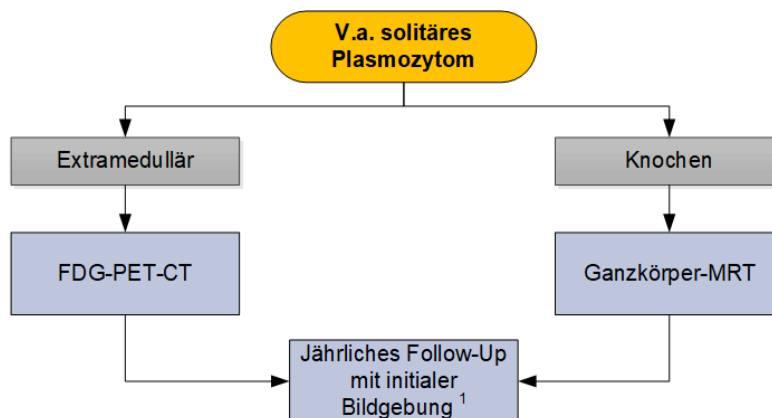 V.a. solitäres
Plasmozytom
Extramedullär
Knochen
FDG-PET-CT
Ganzkörper-MRT
Jährliches Follow-Up
mit initialer
Bildgebung 1